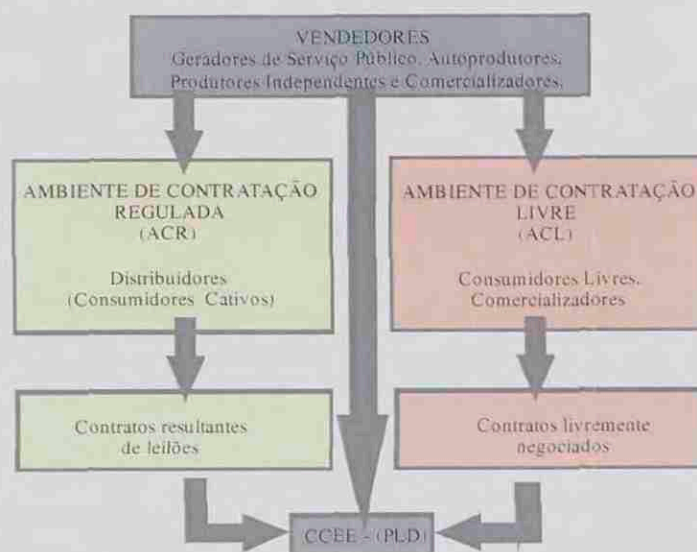 VENDEDORES
Geradores de Serviço Público, Autoprodutores,
Produtores Independentes e Comercializadores.
AMBIENTE DE CONTRATAÇÃO
REGULADA
(ACR)
Distribuidores
(Consumidores Cativos)
AMBIENTE DE CONTRATAÇÃO
LIVRE
(ACL)
Consumidores Livres,
Comercializadores
Contratos resultantes
de leilões
Contratos livremente
negociados
CCEE - (PLD)